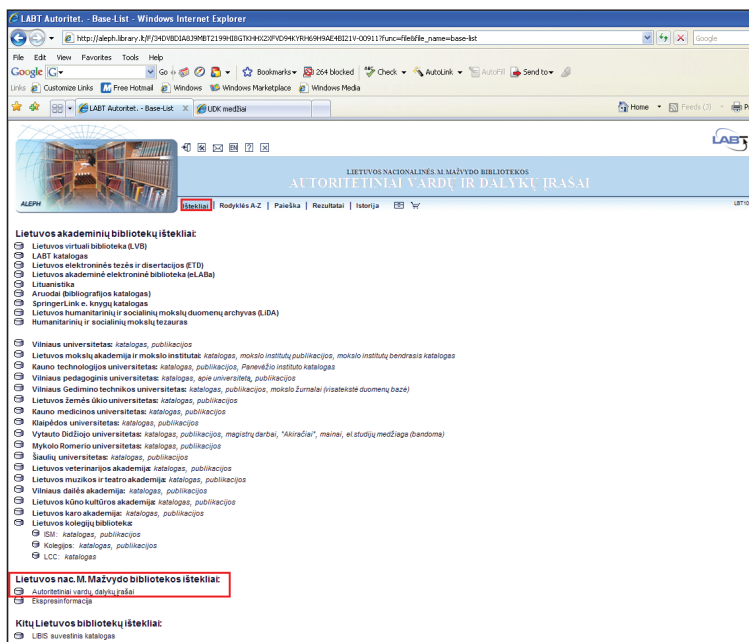 LABT Autoritet. - Base-List - Windows Internet Explorer
http://aleph.library.lt/F/34DVBDIA8J9MBT2199HI8GTKHHX2XFVD94KYRH69H9AE4BI21V-00911?func=file&file_name=base-list
Google
File Edit View Favorites Tools Help
Google G Go Bookmarks 264 blocked Check AutoLink AutoFill Send to
Links Customize Links Free Hotmail Windows Windows Marketplace Windows Media
LABT Autoritet. - Base-List UDK medžiai Home Feeds (J)
LABT
LIETUVOS NACIONALINĖS M.MAŽVYDO BIBLIOTEKOS
AUTORITETINIAI VARDŲ IR DALYKŲ ĮRAŠAI
ALEPH
Ištekliai | Rodyklės A-Z | Paieška | Rezultatai | Istorija LBT10
Lietuvos akademinių bibliotekų ištekliai:
Lietuvos virtuali biblioteka (LVB)
LABT katalogas
Lietuvos elektroninės tezės ir disertacijos (ETD)
Lietuvos akademinė elektroninė biblioteka (eLABa)
Lituanistika
Aruodai (bibliografijos katalogas)
SpringerLink e. knygų katalogas
Lietuvos humanitarinių ir socialinių mokslų duomenų archyvas (LiDA)
Humanitarinių ir socialinių mokslų tezauras
Vilniaus universitetas: katalogas, publikacijos
Lietuvos mokslų akademija ir mokslo institutai: katalogas, mokslo institutų publikacijos, mokslo institutų bendrasis katalogas
Kauno technologijos universitetas: katalogas, publikacijos, Panevėžio instituto katalogas
Vilniaus pedagoginis universitetas: katalogas, apie universitetą, publikacijos
Vilniaus Gedimino technikos universitetas: katalogas, publikacijos, mokslo žurnalai (visatekstė duomenų bazė)
Lietuvos žemės ūkio universitetas: katalogas, publikacijos
Kauno medicinos universitetas: katalogas, publikacijos
Klaipėdos universitetas: katalogas, publikacijos
Vytauto Didžiojo universitetas: katalogas, publikacijos, magistrų darbai, "Akiračiai", mainai, el.studijų medžiaga (bandoma)
Mykolo Romerio universitetas: katalogas, publikacijos
Šiaulių universitetas: katalogas, publikacijos
Lietuvos veterinarijos akademija: katalogas, publikacijos
Lietuvos muzikos ir teatro akademija: katalogas, publikacijos
Vilniaus dailės akademija: katalogas, publikacijos
Lietuvos kūno kultūros akademija: katalogas, publikacijos
Lietuvos karo akademija: katalogas, publikacijos
Lietuvos kolegijų biblioteka:
ISM: katalogas, publikacijos
Kolegijos: katalogas, publikacijos
LCC: katalogas
Lietuvos nac. M. Mažvydo bibliotekos ištekliai:
Autoritetiniai vardų, dalykų įrašai
Ekspresinformacija
Kitų Lietuvos bibliotekų ištekliai:
LIBIS suvestinis katalogas